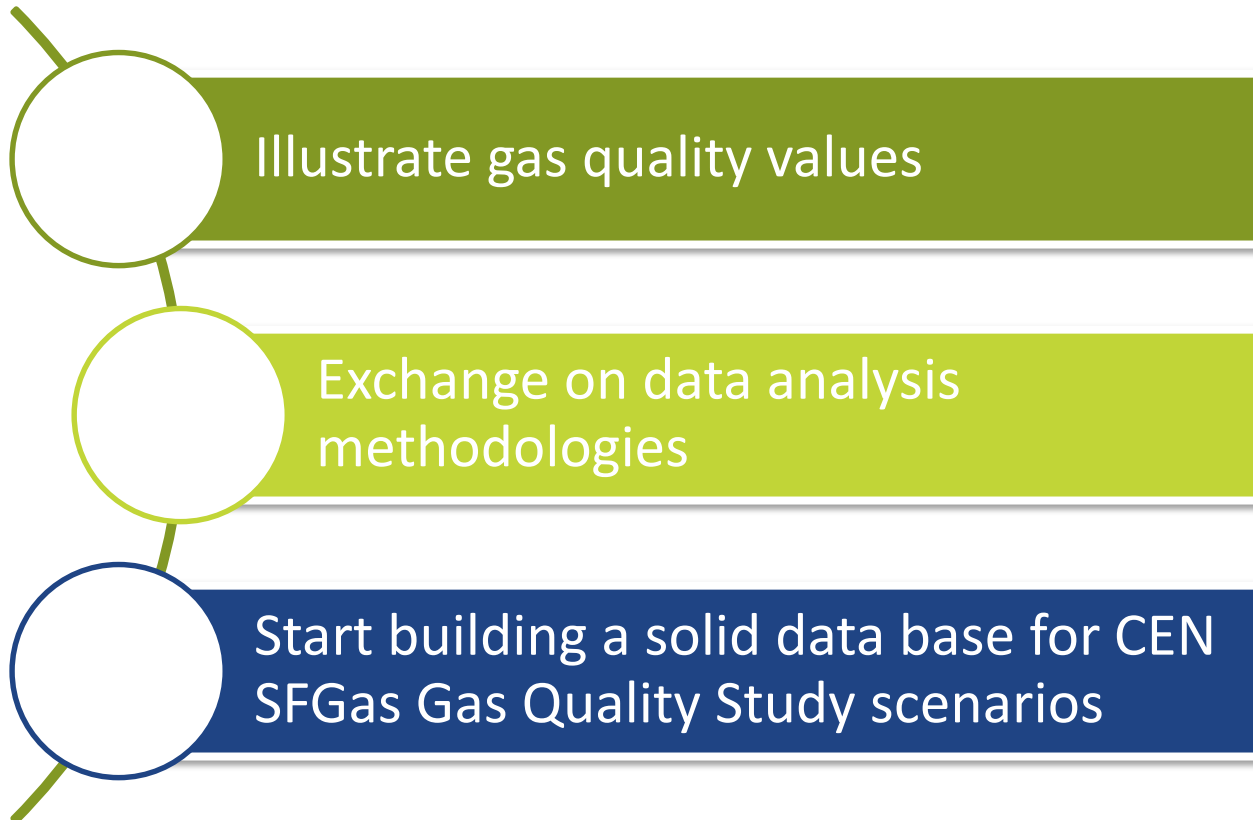 Illustrate gas quality values
Exchange on data analysis
methodologies
Start building a solid data base for CEN
SFGas Gas Quality Study scenarios